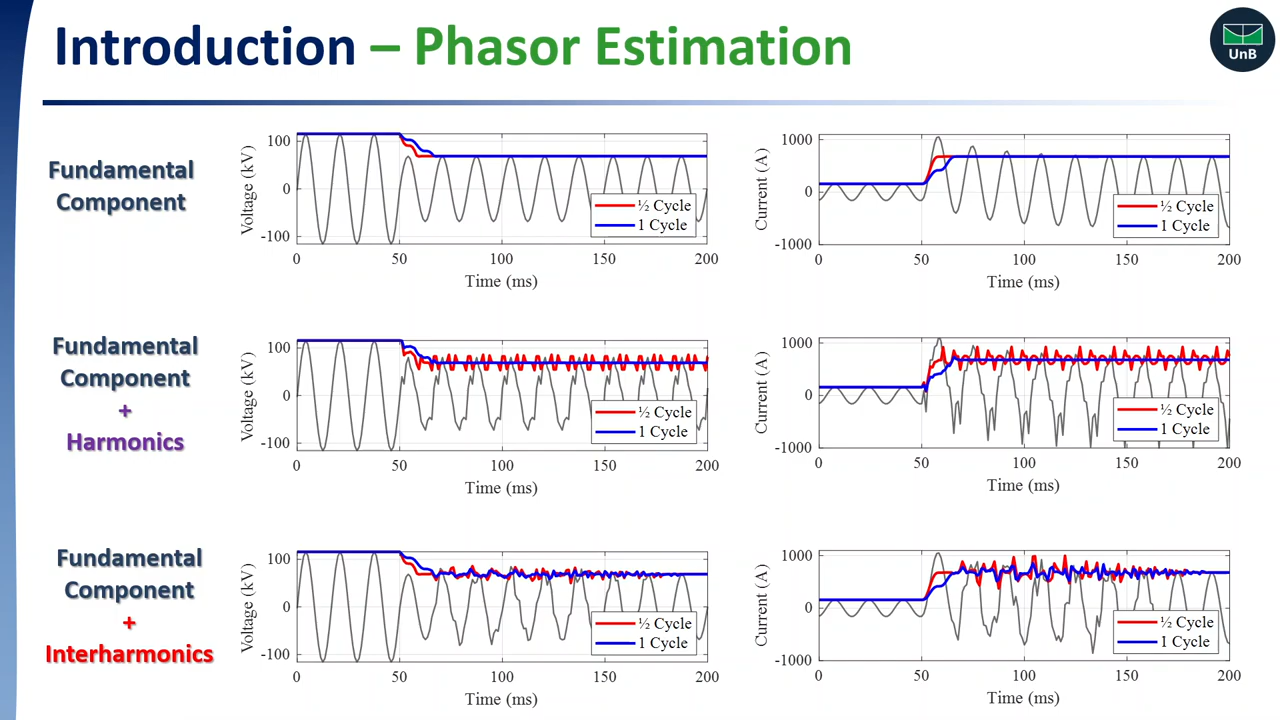 Introduction – Phasor Estimation
UnB
Fundamental
Component
Voltage (kV)
100
0
-100
½ Cycle
1 Cycle
0 50 100 150 200
Time (ms)
Current (A)
1000
0
-1000
½ Cycle
1 Cycle
0 50 100 150 200
Time (ms)
Fundamental
Component
+
Harmonics
Voltage (kV)
100
0
-100
½ Cycle
1 Cycle
0 50 100 150 200
Time (ms)
Current (A)
1000
0
-1000
½ Cycle
1 Cycle
0 50 100 150 200
Time (ms)
Fundamental
Component
+
Interharmonics
Voltage (kV)
100
0
-100
½ Cycle
1 Cycle
0 50 100 150 200
Time (ms)
Current (A)
1000
0
-1000
½ Cycle
1 Cycle
0 50 100 150 200
Time (ms)